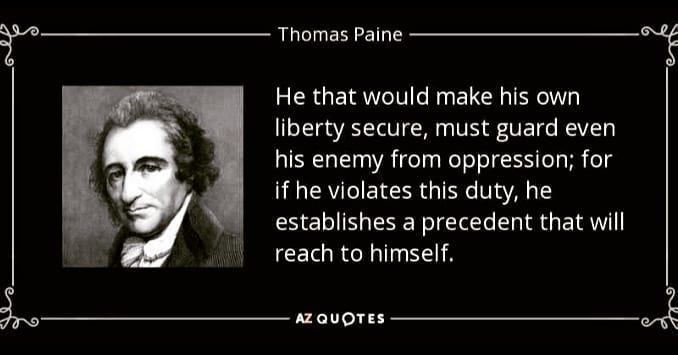 Thomas Paine
He that would make his own
liberty secure, must guard even
his enemy from oppression; for
if he violates this duty, he
establishes a precedent that will
reach to himself.
AZ QUOTES